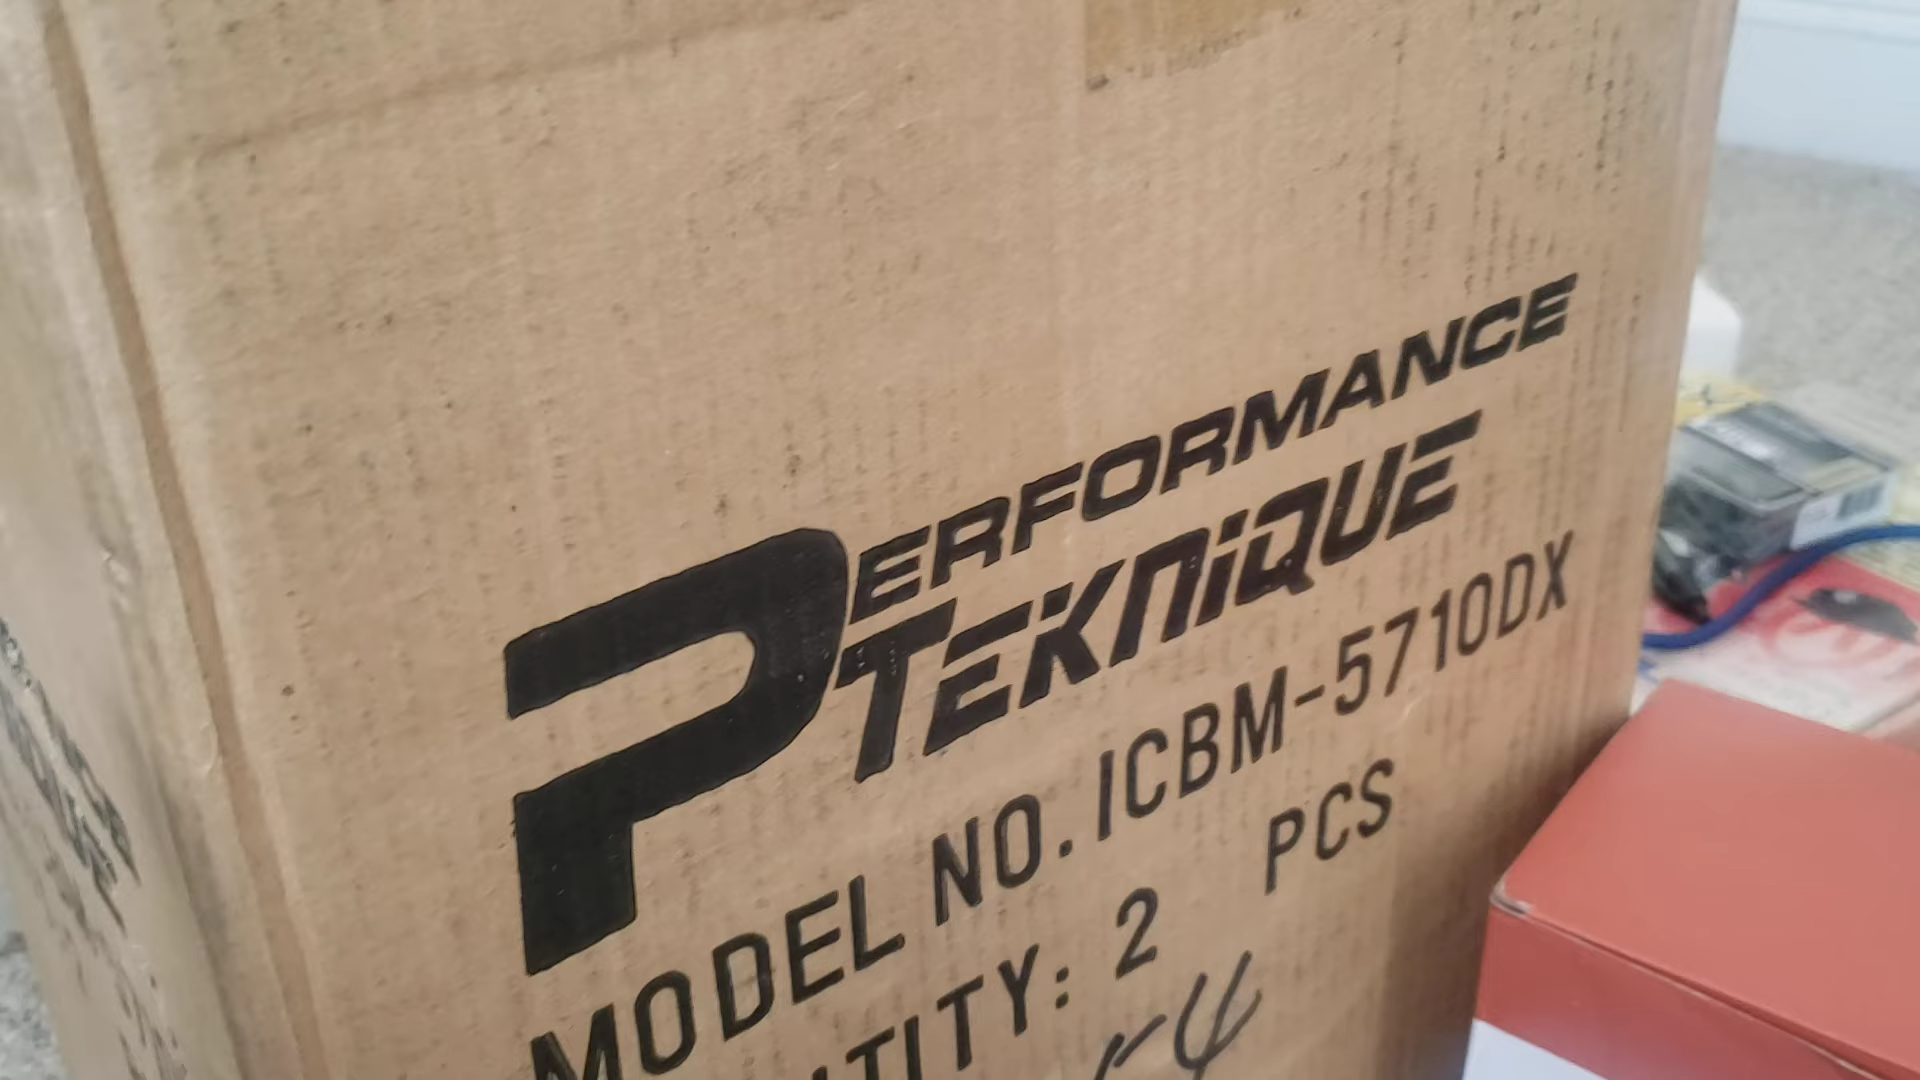 PERFORMANCE
TEKNIQUE
MODEL NO. ICBM-5710DX
TITY: 2 PCS